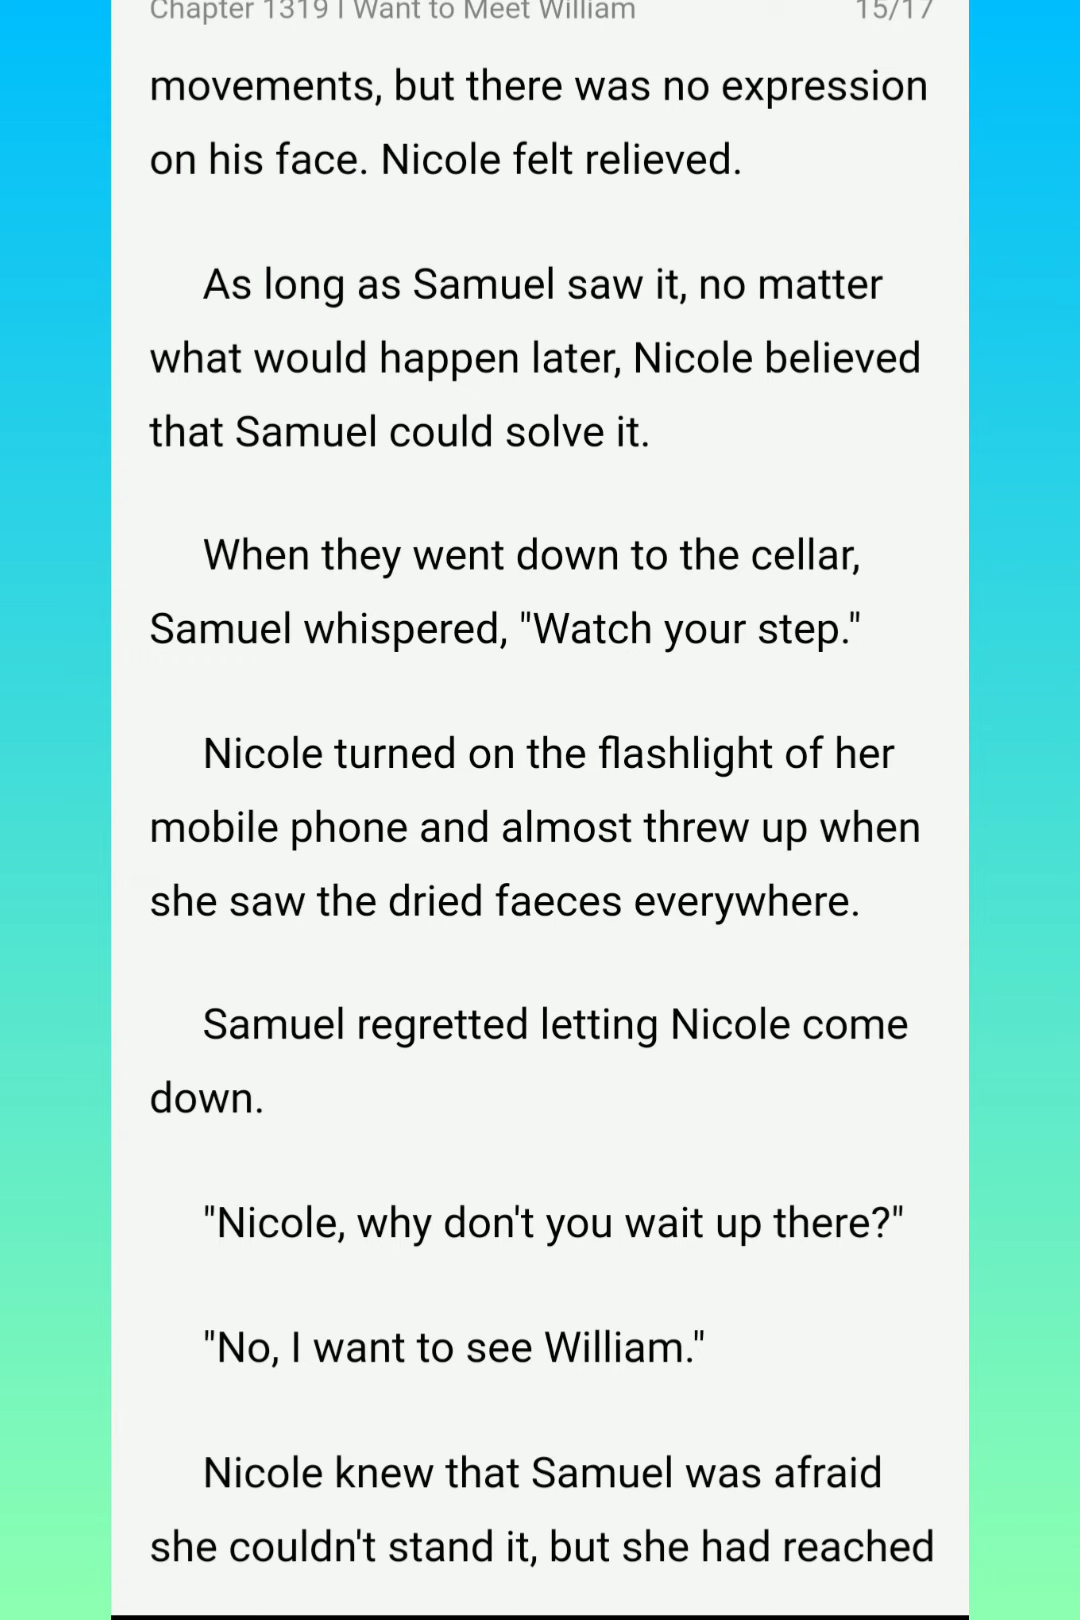 Chapter 1319 I Want to Meet William 15/17
movements, but there was no expression
on his face. Nicole felt relieved.
As long as Samuel saw it, no matter
what would happen later, Nicole believed
that Samuel could solve it.
When they went down to the cellar,
Samuel whispered, "Watch your step."
Nicole turned on the flashlight of her
mobile phone and almost threw up when
she saw the dried faeces everywhere.
Samuel regretted letting Nicole come
down.
"Nicole, why don't you wait up there?"
"No, I want to see William."
Nicole knew that Samuel was afraid
she couldn't stand it, but she had reached